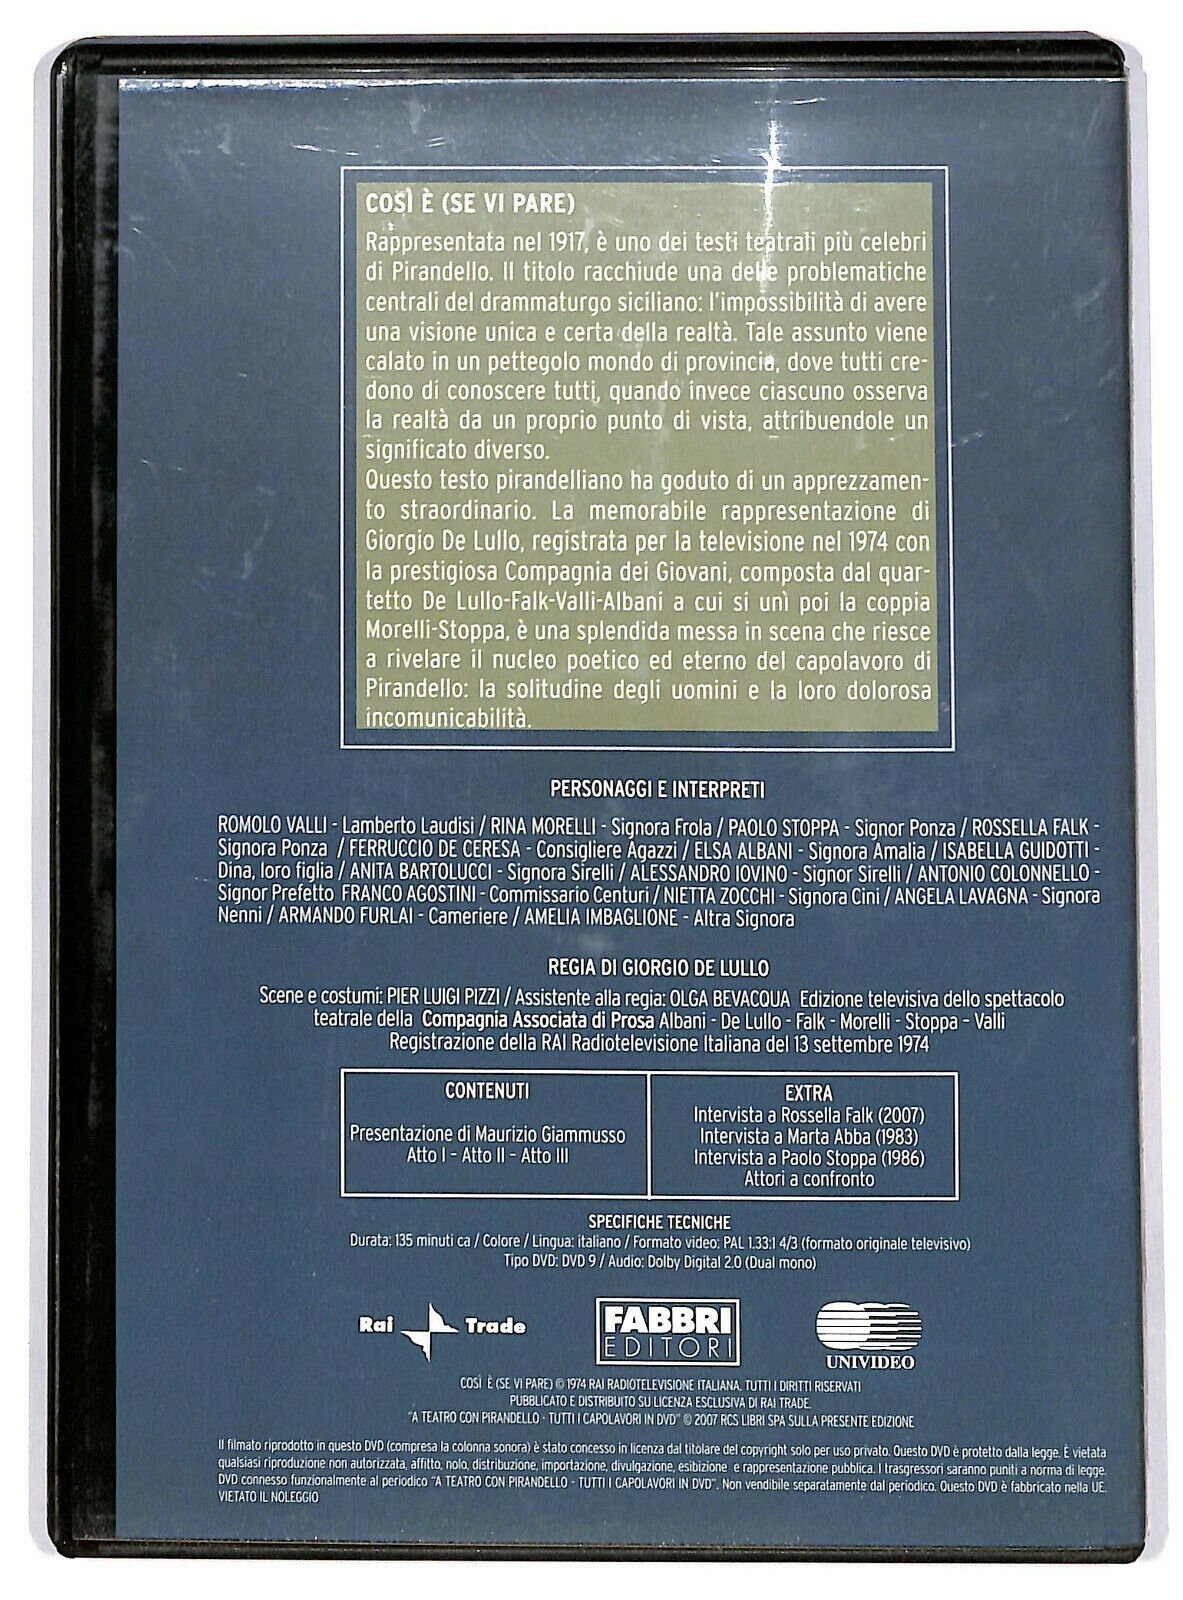 COSÌ È (SE VI PARE)
Rappresentata nel 1917, è uno dei testi teatrali più celebri
di Pirandello. Il titolo racchiude una delle problematiche
centrali del drammaturgo siciliano: l'impossibilità di avere
una visione unica e certa della realtà. Tale assunto viene
calato in un pettegolo mondo di provincia, dove tutti cre-
dono di conoscere tutti, quando invece ciascuno osserva
la realtà da un proprio punto di vista, attribuendole un
significato diverso.
Questo testo pirandelliano ha goduto di un apprezzamen-
to straordinario. La memorabile rappresentazione di
Giorgio De Lullo, registrata per la televisione nel 1974 con
la prestigiosa Compagnia dei Giovani, composta dal quar-
tetto De Lullo-Falk-Valli-Albani a cui si unì poi la coppia
Morelli-Stoppa, è una splendida messa in scena che riesce
a rivelare il nucleo poetico ed eterno del capolavoro di
Pirandello: la solitudine degli uomini e la loro dolorosa
incomunicabilità.
PERSONAGGI E INTERPRETI
ROMOLO VALLI - Lamberto Laudisi / RINA MORELLI - Signora Frola / PAOLO STOPPA - Signor Ponza / ROSSELLA FALK -
Signora Ponza / FERRUCCIO DE CERESA - Consigliere Agazzi / ELSA ALBANI - Signora Amalia / ISABELLA GUIDOTTI -
Dina, loro figlia / ANITA BARTOLUCCI - Signora Sirelli / ALESSANDRO IOVINO - Signor Sirelli / ANTONIO COLONNELLO -
Signor Prefetto FRANCO AGOSTINI - Commissario Centuri / NIETTA ZOCCHI - Signora Cini / ANGELA LAVAGNA - Signora
Nenni / ARMANDO FURLAI - Cameriere / AMELIA IMBAGLIONE - Altra Signora
REGIA DI GIORGIO DE LULLO
Scene e costumi: PIER LUIGI PIZZI / Assistente alla regia: OLGA BEVACQUA Edizione televisiva dello spettacolo
teatrale della Compagnia Associata di Prosa Albani - De Lullo - Falk - Morelli - Stoppa - Valli
Registrazione della RAI Radiotelevisione Italiana del 13 settembre 1974
CONTENUTI
Presentazione di Maurizio Giammusso
Atto I - Atto II - Atto III
EXTRA
Intervista a Rossella Falk (2007)
Intervista a Marta Abba (1983)
Intervista a Paolo Stoppa (1986)
Attori a confronto
SPECIFICHE TECNICHE
Durata: 135 minuti ca / Colore / Lingua: italiano / Formato video: PAL 1.33:1 4/3 (formato originale televisivo)
Tipo DVD: DVD 9 / Audio: Dolby Digital 2.0 (Dual mono)
Rai Trade
FABBRI
EDITORI
UNIVIDEO
COSÌ È (SE VI PARE) © 1974 RAI RADIOTELEVISIONE ITALIANA. TUTTI I DIRITTI RISERVATI
PUBBLICATO E DISTRIBUITO SU LICENZA ESCLUSIVA DI RAI TRADE.
"A TEATRO CON PIRANDELLO - TUTTI I CAPOLAVORI IN DVD" © 2007 RCS LIBRI SPA SULLA PRESENTE EDIZIONE
Il filmato riprodotto in questo DVD (compresa la colonna sonora) è stato concesso in licenza dal titolare del copyright solo per uso privato. Questo DVD è protetto dalla legge. È vietata
qualsiasi riproduzione non autorizzata, affitto, nolo, distribuzione, importazione, divulgazione, esibizione e rappresentazione pubblica. I trasgressori saranno puniti a norma di legge.
DVD connesso funzionalmente al periodico "A TEATRO CON PIRANDELLO - TUTTI I CAPOLAVORI IN DVD". Non vendibile separatamente dal periodico. Questo DVD è fabbricato nella UE.
VIETATO IL NOLEGGIO